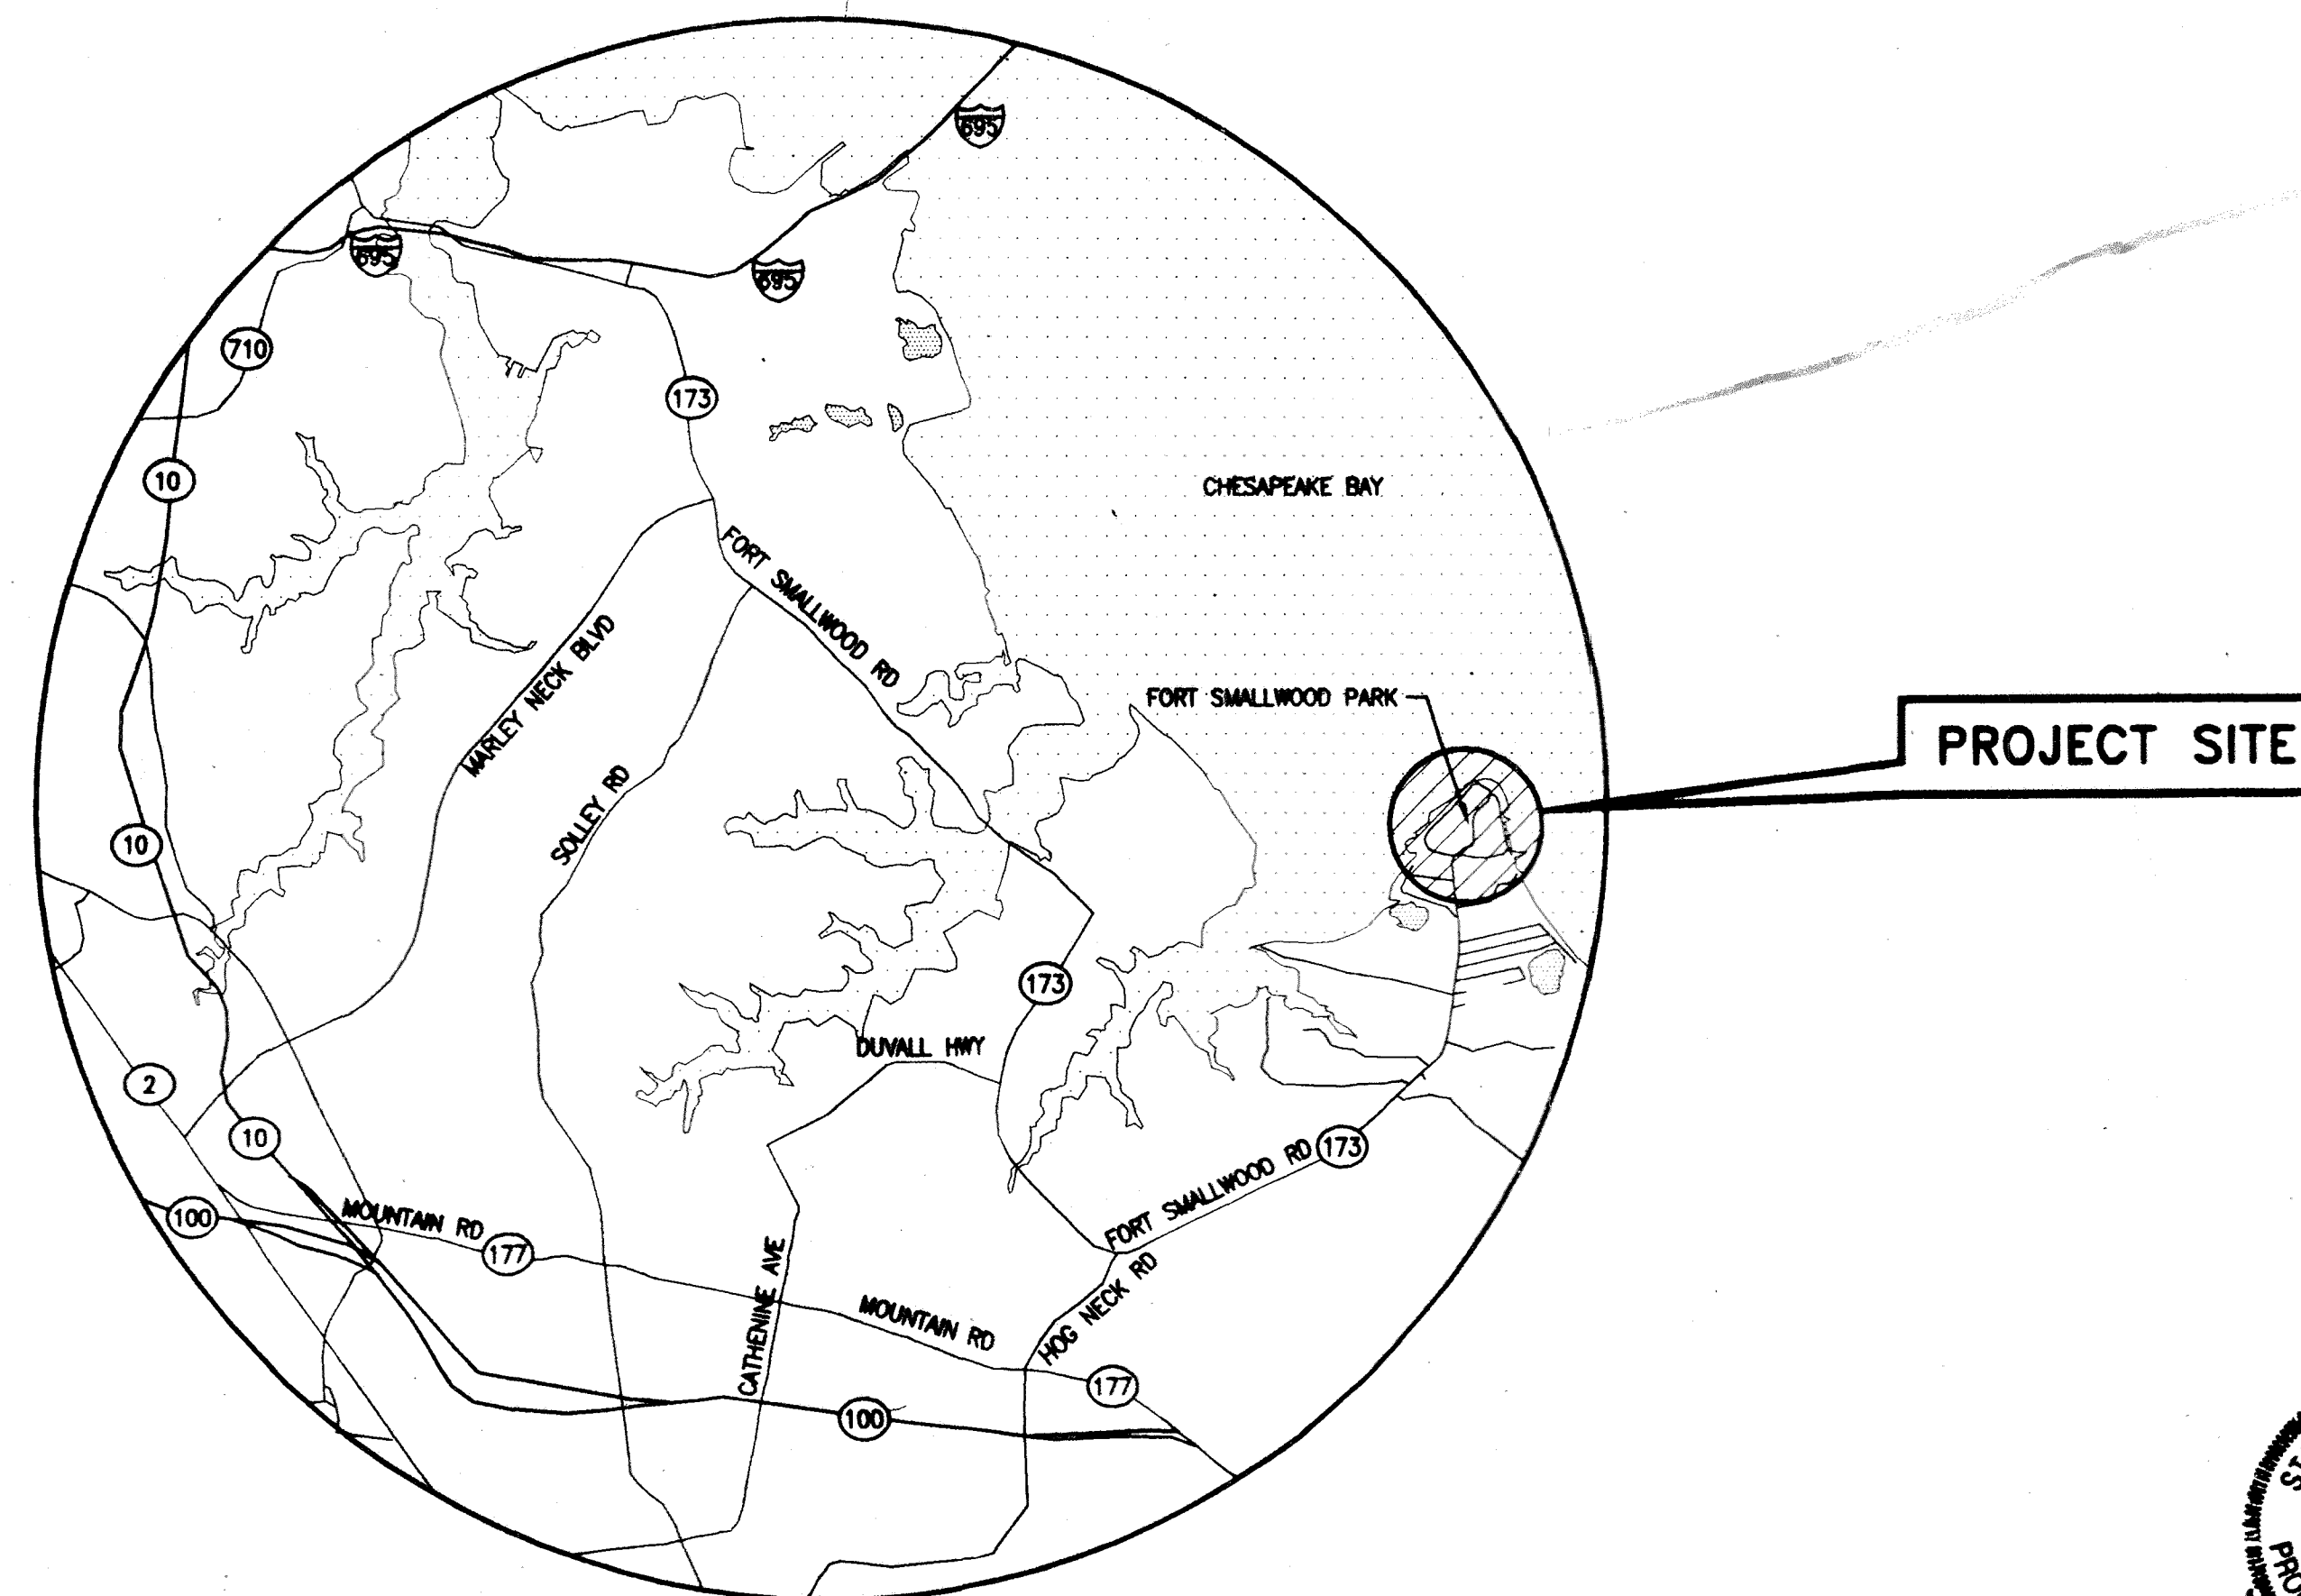 695
695
695
710
173
10
CHESAPEAKE BAY
FORT SMALLWOOD RD
MARLEY NECK BLVD
FORT SMALLWOOD PARK
PROJECT SITE
SOLLEY RD
10
173
DUVALL HWY
2
10
173
FORT SMALLWOOD RD
100
MOUNTAIN RD
177
HOG NECK RD
CATHENINE AVE
MOUNTAIN RD
177
100